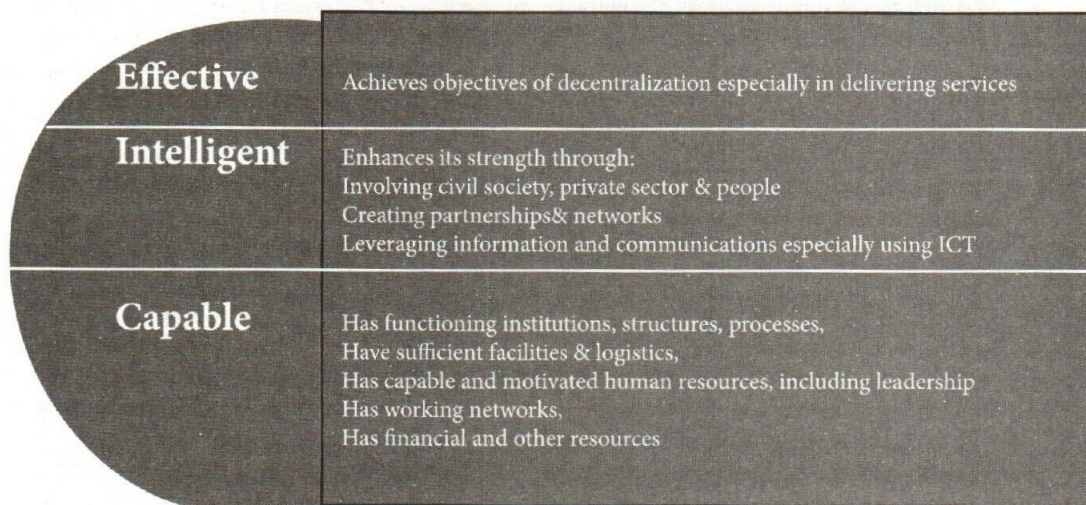 Effective
Achieves objectives of decentralization especially in delivering services
Intelligent
Enhances its strength through:
Involving civil society, private sector & people
Creating partnerships& networks
Leveraging information and communications especially using ICT
Capable
Has functioning institutions, structures, processes,
Have sufficient facilities & logistics,
Has capable and motivated human resources, including leadership
Has working networks,
Has financial and other resources